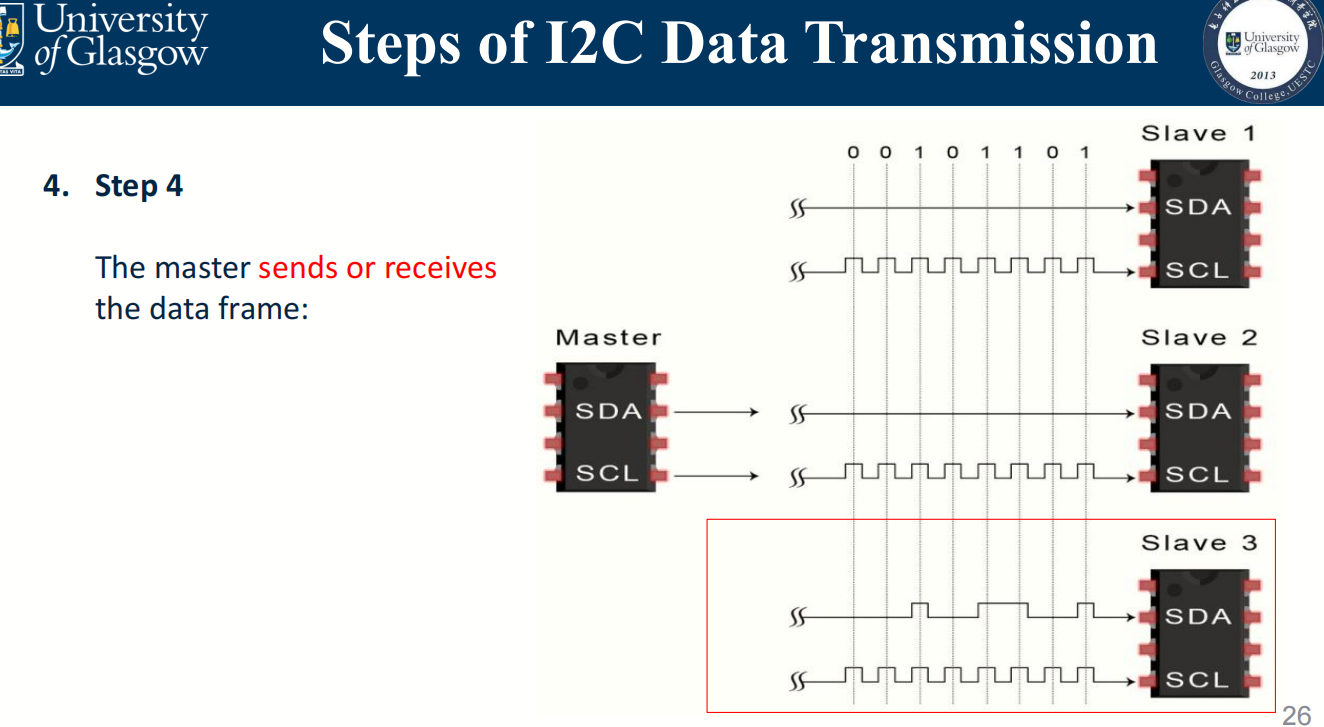 University
of Glasgow
VERITAS VITA
Steps of I2C Data Transmission
University
of Glasgow
2013
Glasgow College, UESTC
4. Step 4
The master sends or receives
the data frame:
0 0 1 0 1 1 0 1
Slave 1
SDA
SCL
Master
SDA
SCL
Slave 2
SDA
SCL
Slave 3
SDA
SCL
26